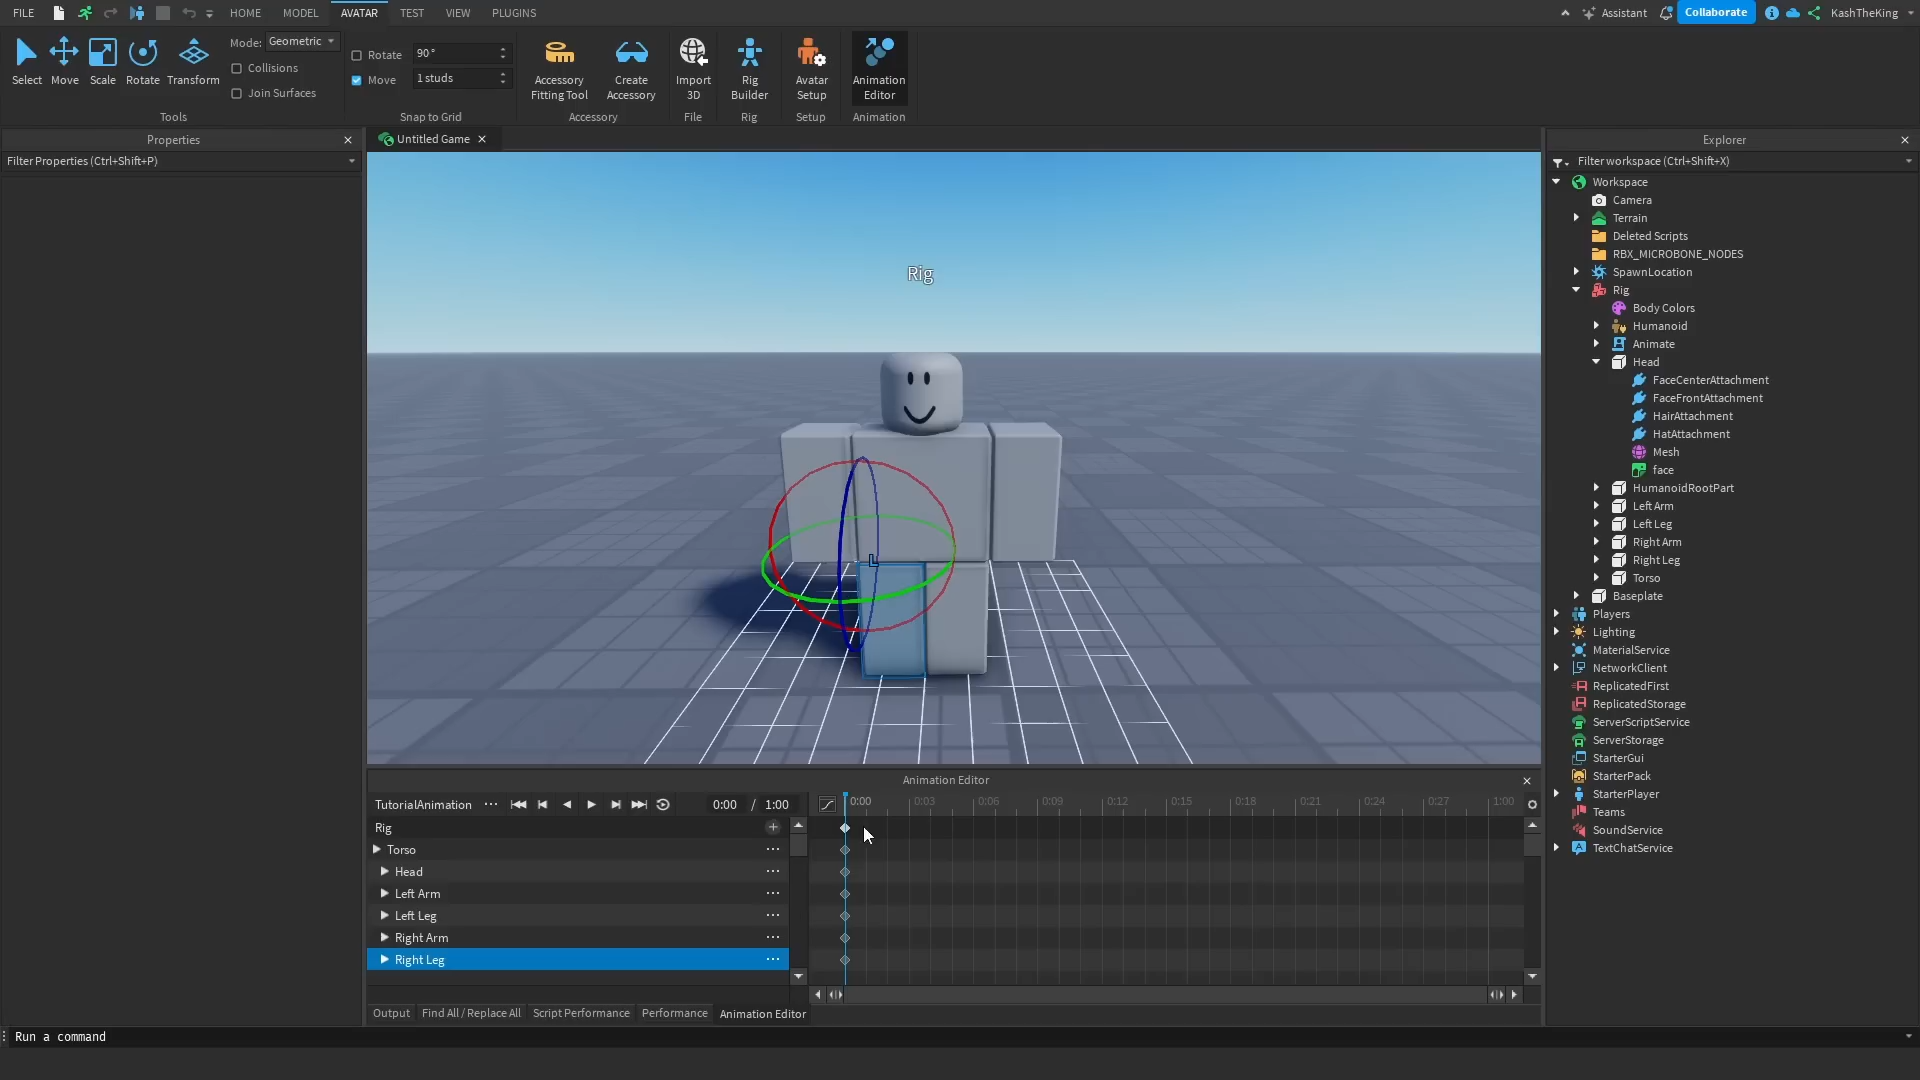 FILE HOME MODEL AVATAR TEST VIEW PLUGINS Assistant Collaborate KashTheKing
Select Move Scale Rotate Transform
Mode: Geometric
Collisions
Join Surfaces
Tools
Rotate 90°
Move 1 studs
Snap to Grid
Accessory Fitting Tool
Create Accessory
Accessory
Import 3D
File
Rig Builder
Rig
Avatar Setup
Setup
Animation Editor
Animation
Properties
Filter Properties (Ctrl+Shift+P)
Untitled Game
Rig
L
Explorer
Filter workspace (Ctrl+Shift+X)
Workspace
Camera
Terrain
Deleted Scripts
RBX_MICROBONE_NODES
SpawnLocation
Rig
Body Colors
Humanoid
Animate
Head
FaceCenterAttachment
FaceFrontAttachment
HairAttachment
HatAttachment
Mesh
face
HumanoidRootPart
Left Arm
Left Leg
Right Arm
Right Leg
Torso
Baseplate
Players
Lighting
MaterialService
NetworkClient
ReplicatedFirst
ReplicatedStorage
ServerScriptService
ServerStorage
StarterGui
StarterPack
StarterPlayer
Teams
SoundService
TextChatService
Animation Editor
TutorialAnimation 0:00 / 1:00 0:00 0:03 0:06 0:09 0:12 0:15 0:18 0:21 0:24 0:27 1:00
Rig
Torso
Head
Left Arm
Left Leg
Right Arm
Right Leg
Output Find All / Replace All Script Performance Performance Animation Editor
Run a command